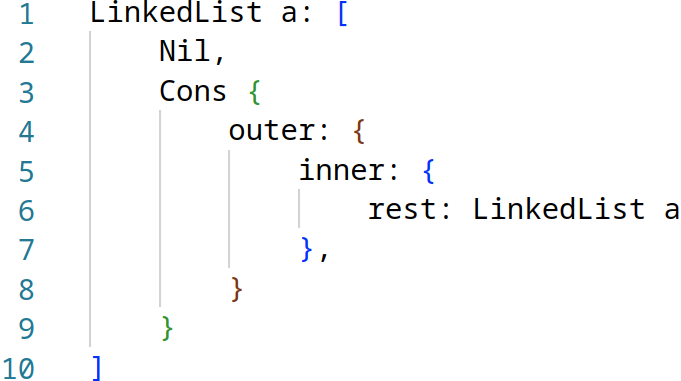 1 LinkedList a: [
2     Nil,
3     Cons {
4         outer: {
5             inner: {
6                 rest: LinkedList a
7             },
8         }
9     }
10 ]